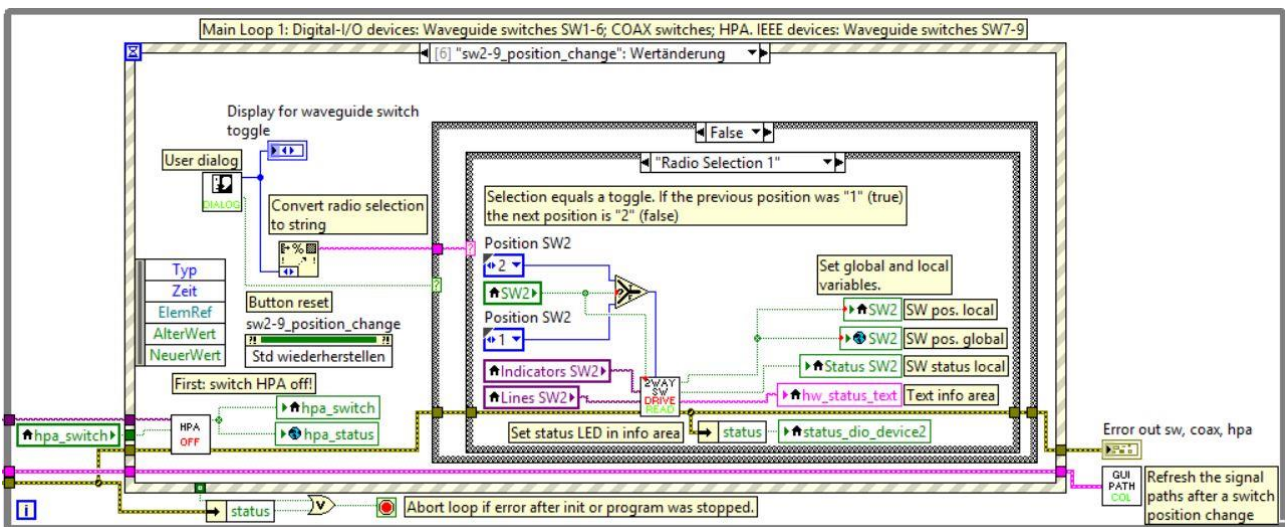 Main Loop 1: Digital-I/O devices: Waveguide switches SW1-6; COAX switches; HPA. IEEE devices: Waveguide switches SW7-9
[6] "sw2-9_position_change": Wertänderung
Display for waveguide switch
toggle
User dialog
DIALOG
Convert radio selection
to string
False
"Radio Selection 1"
Selection equals a toggle. If the previous position was "1" (true)
the next position is "2" (false)
Position SW2
2
SW2
Position SW2
1
Indicators SW2
Lines SW2
2WAY
SW
DRIVE
READ
Set status LED in info area
Set global and local
variables.
SW2
SW pos. local
SW2
SW pos. global
Status SW2
SW status local
hw_status_text
Text info area
status
status_dio_device2
Typ
Zeit
ElemRef
AlterWert
NeuerWert
Button reset
sw2-9_position_change
Std wiederherstellen
First: switch HPA off!
hpa_switch
HPA
OFF
hpa_switch
hpa_status
Error out sw, coax, hpa
GUI
PATH
COL
Refresh the signal
paths after a switch
position change
i
status
V
Abort loop if error after init or program was stopped.